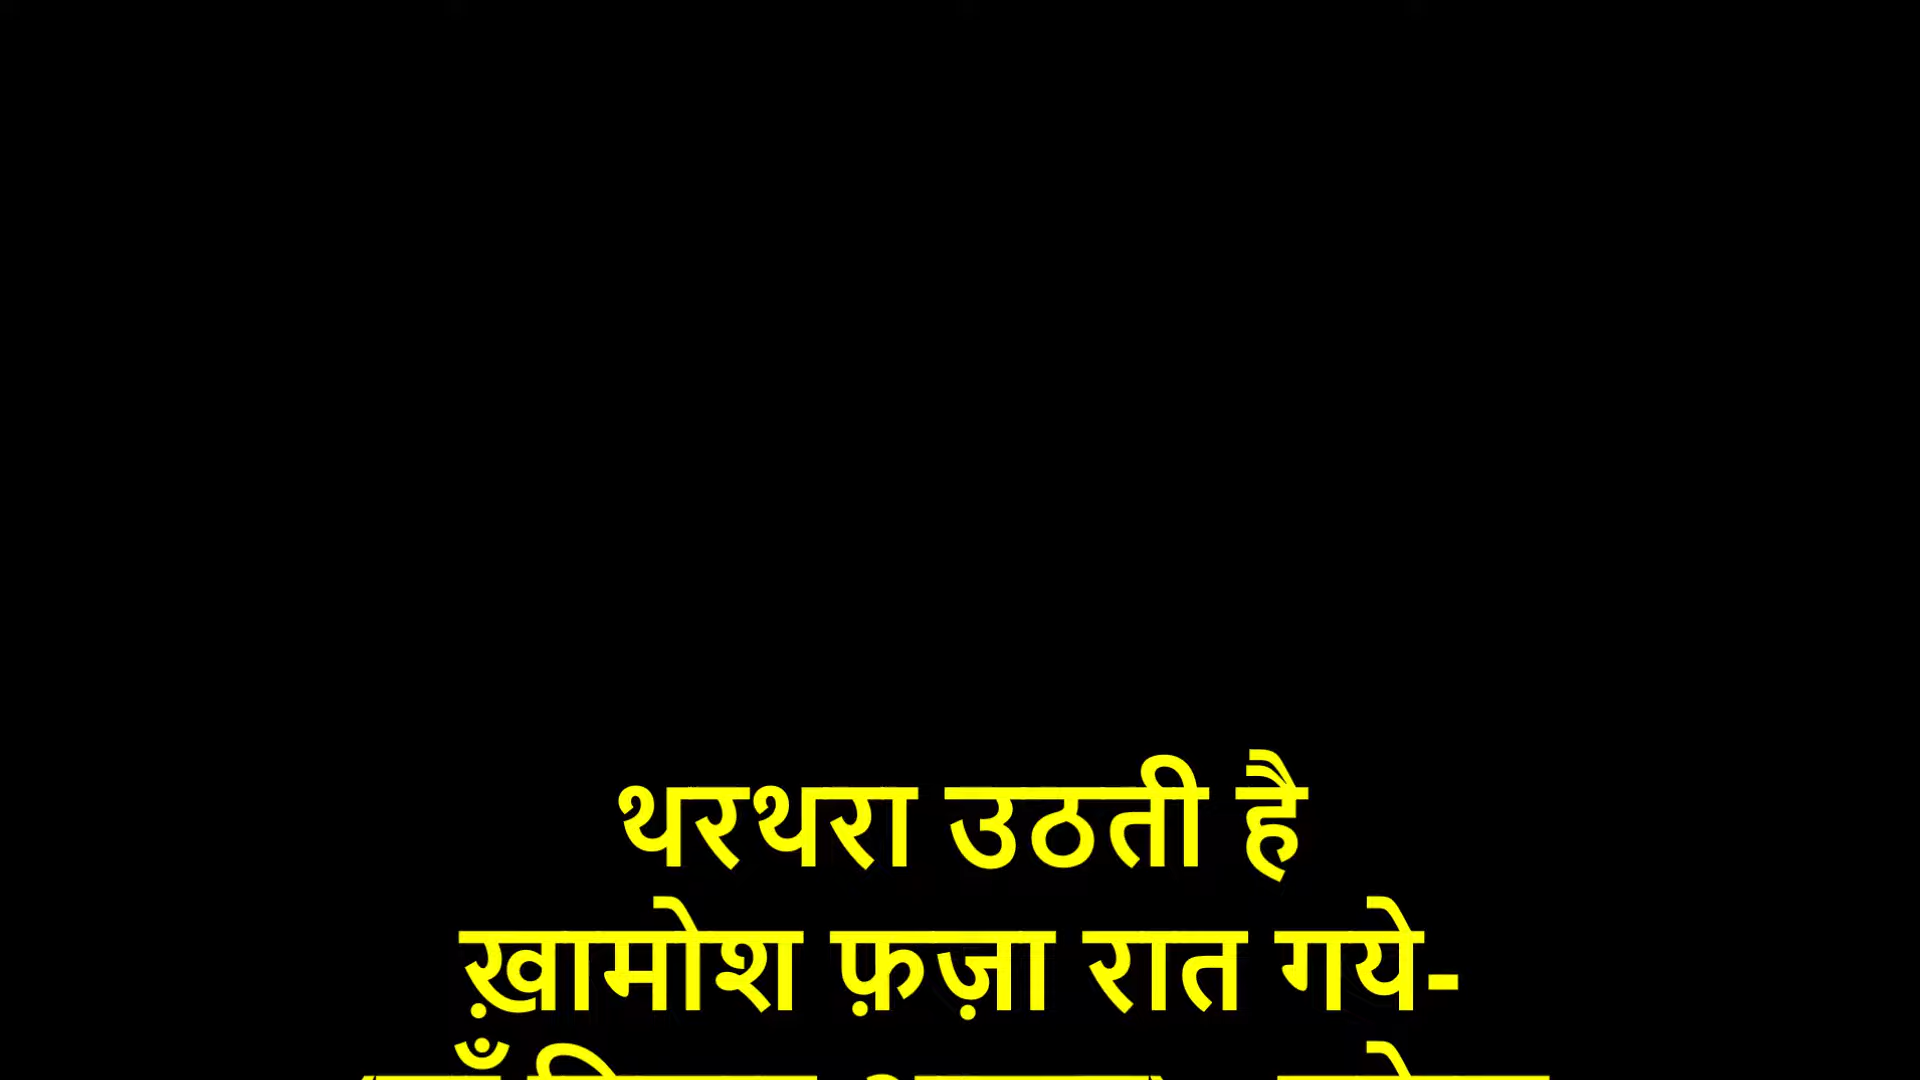 थरथरा उठती है
ख़ामोश फ़ज़ा रात गये-